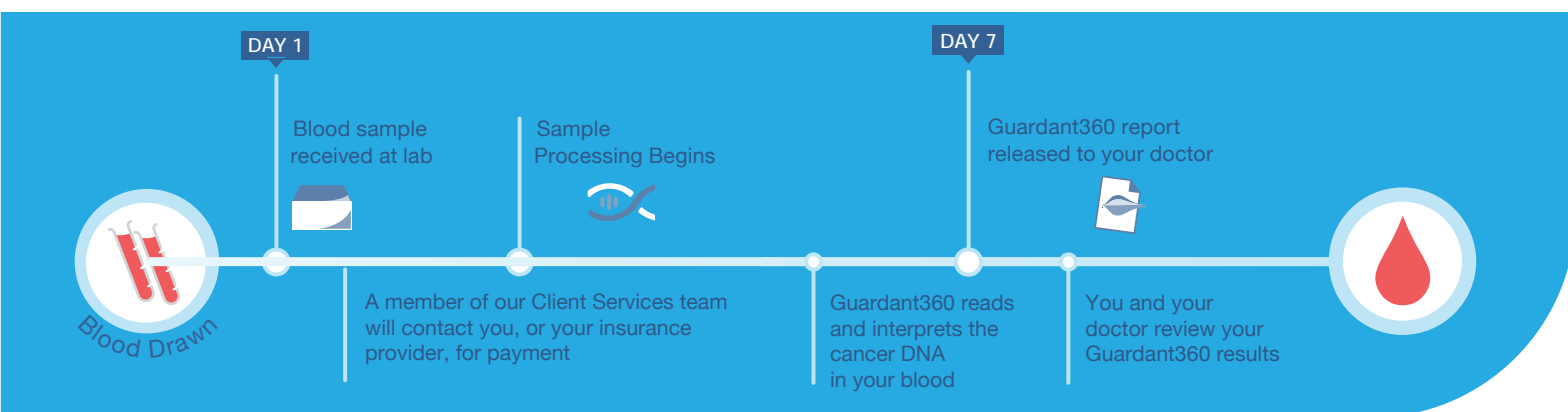 DAY 1
DAY 7
Blood sample
received at lab
Sample
Processing Begins
Guardant360 report
released to your doctor
Blood Drawn
A member of our Client Services team
will contact you, or your insurance
provider, for payment
Guardant360 reads
and interprets the
cancer DNA
in your blood
You and your
doctor review your
Guardant360 results